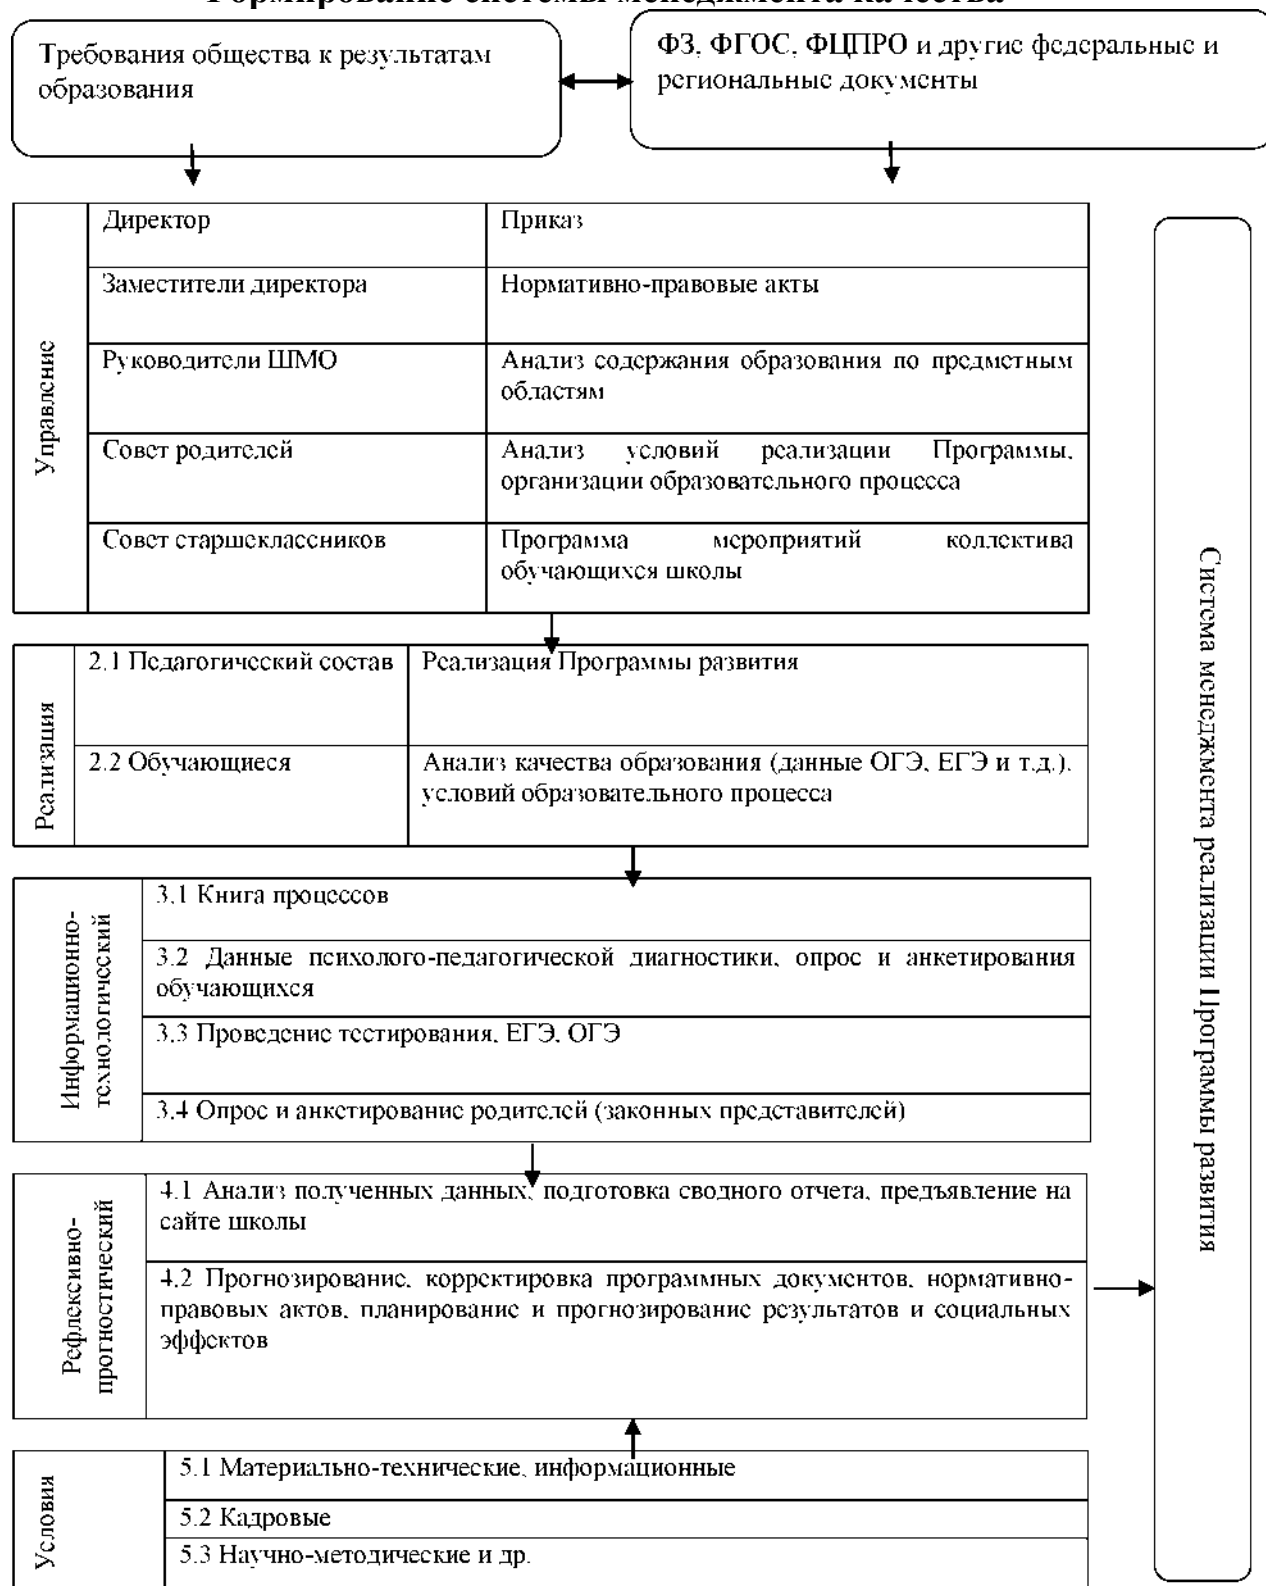 Формирование системы менеджмента качества
Требования общества к результатам
образования
ФЗ, ФГОС, ФЦПРО и другие федеральные и
региональные документы
Управление
Директор
Приказ
Заместители директора
Нормативно-правовые акты
Руководители ШМО
Анализ содержания образования по предметным
областям
Совет родителей
Анализ условий реализации Программы,
организации образовательного процесса
Совет старшеклассников
Программа мероприятий коллектива
обучающихся школы
Реализация
2.1 Педагогический состав
Реализация Программы развития
2.2 Обучающиеся
Анализ качества образования (данные ОГЭ, ЕГЭ и т.д.),
условий образовательного процесса
Информационно-
технологический
3.1 Книга процессов
3.2 Данные психолого-педагогической диагностики, опрос и анкетирования
обучающихся
3.3 Проведение тестирования, ЕГЭ, ОГЭ
3.4 Опрос и анкетирование родителей (законных представителей)
Рефлексивно-
прогностический
4.1 Анализ полученных данных, подготовка сводного отчета, предъявление на
сайте школы
4.2 Прогнозирование, корректировка программных документов, нормативно-
правовых актов, планирование и прогнозирование результатов и социальных
эффектов
Условия
5.1 Материально-технические, информационные
5.2 Кадровые
5.3 Научно-методические и др.
Система менеджмента реализации Программы развития